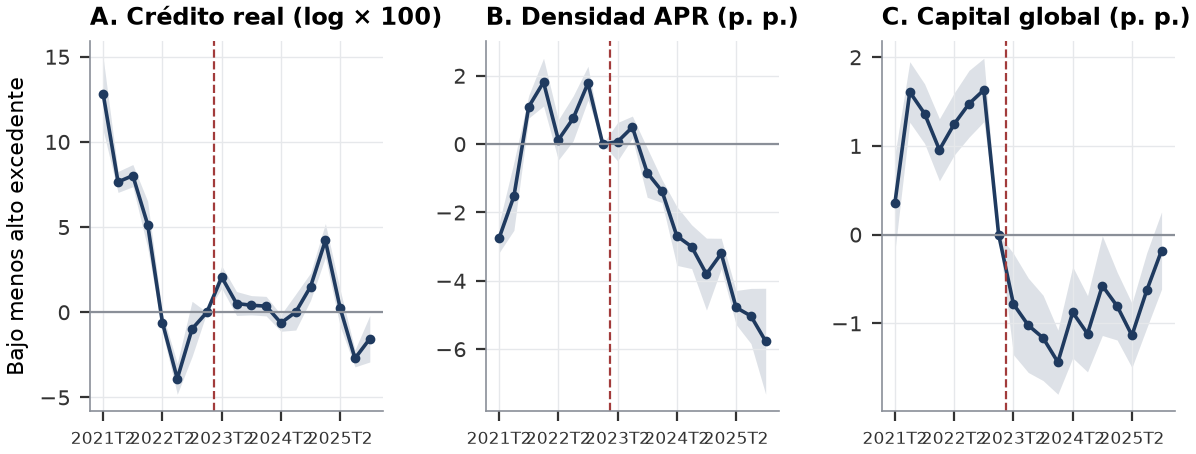 A. Crédito real (log × 100)
B. Densidad APR (p. p.)
C. Capital global (p. p.)
Bajo menos alto excedente
15
10
5
0
−5
2021T2 2022T2 2023T2 2024T2 2025T2
2
0
−2
−4
−6
2021T2 2022T2 2023T2 2024T2 2025T2
2
1
0
−1
2021T2 2022T2 2023T2 2024T2 2025T2